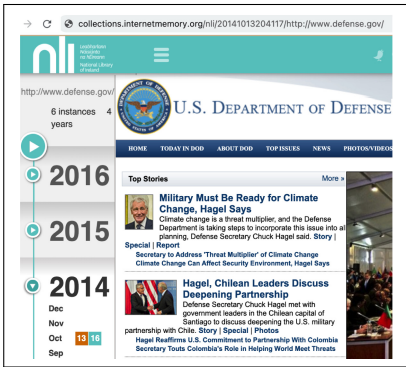 collections.internetmemory.org/nli/20141013204117/http://www.defense.gov/
nli
Leabharlann
Náisiúnta
na hÉireann
National Library
of Ireland
http://www.defense.gov/
6 instances 4
years
2016
2015
2014
Dec
Nov
Oct 13 16
Sep
U.S. DEPARTMENT OF DEFENSE
HOME TODAY IN DOD ABOUT DOD TOP ISSUES NEWS PHOTOS/VIDEOS
Top Stories More »
Military Must Be Ready for Climate
Change, Hagel Says
Climate change is a threat multiplier, and the Defense
Department is taking steps to incorporate this issue into al
planning, Defense Secretary Chuck Hagel said. Story |
Special | Report
Secretary to Address 'Threat Multiplier' of Climate Change
Climate Change Can Affect Security Environment, Hagel Says
Hagel, Chilean Leaders Discuss
Deepening Partnership
Defense Secretary Chuck Hagel met with
government leaders in the Chilean capital of
Santiago to discuss deepening the U.S. military
partnership with Chile. Story | Special | Photos
Hagel Reaffirms U.S. Commitment to Partnership With Colombia
Secretary Touts Colombia's Role in Helping World Meet Threats